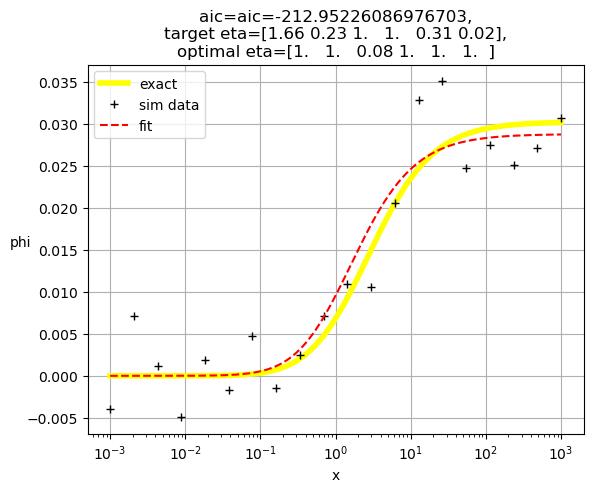 aic=aic=-212.95226086976703,
target eta=[1.66 0.23 1.   1.   0.31 0.02],
optimal eta=[1.   1.   0.08 1.   1.   1.  ]
exact
sim data
fit
0.035
0.030
0.025
0.020
0.015
0.010
0.005
0.000
−0.005
phi
10⁻³
10⁻²
10⁻¹
10⁰
10¹
10²
10³
x